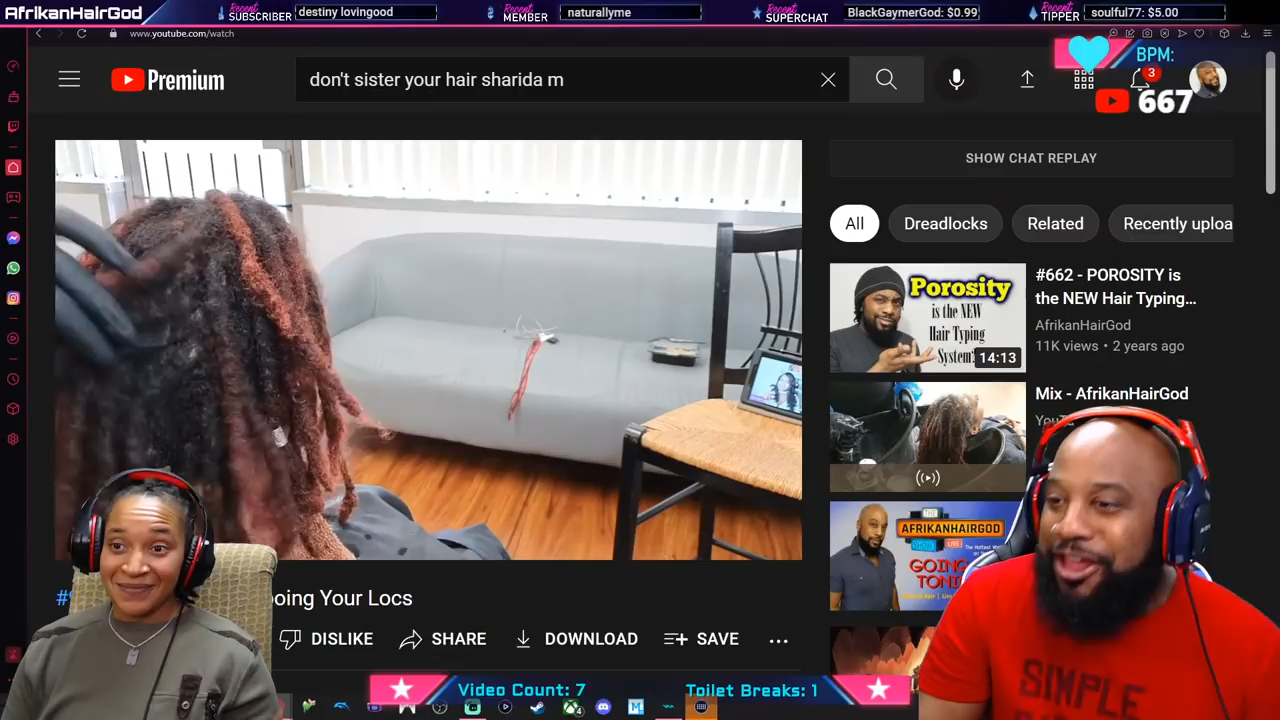 AfrikanHairGod
Recent SUBSCRIBER
destiny lovingood
Recent MEMBER
naturallyme
Recent SUPERCHAT
BlackGaymerGod: $0.99
Recent TIPPER
soulful77: $5.00
www.youtube.com/watch
BPM:
Premium
don't sister your hair sharida m
3
667
SHOW CHAT REPLAY
All
Dreadlocks
Related
Recently uploa
Porosity
is the NEW
Hair Typing
System
14:13
#662 - POROSITY is
the NEW Hair Typing...
AfrikanHairGod
11K views • 2 years ago
Mix - AfrikanHairGod
THE
AFRIKANHAIRGOD
LIVE
GOING
oing Your Locs
DISLIKE
SHARE
DOWNLOAD
SAVE
...
Video Count: 7
Toilet Breaks: 1
SIMPLE